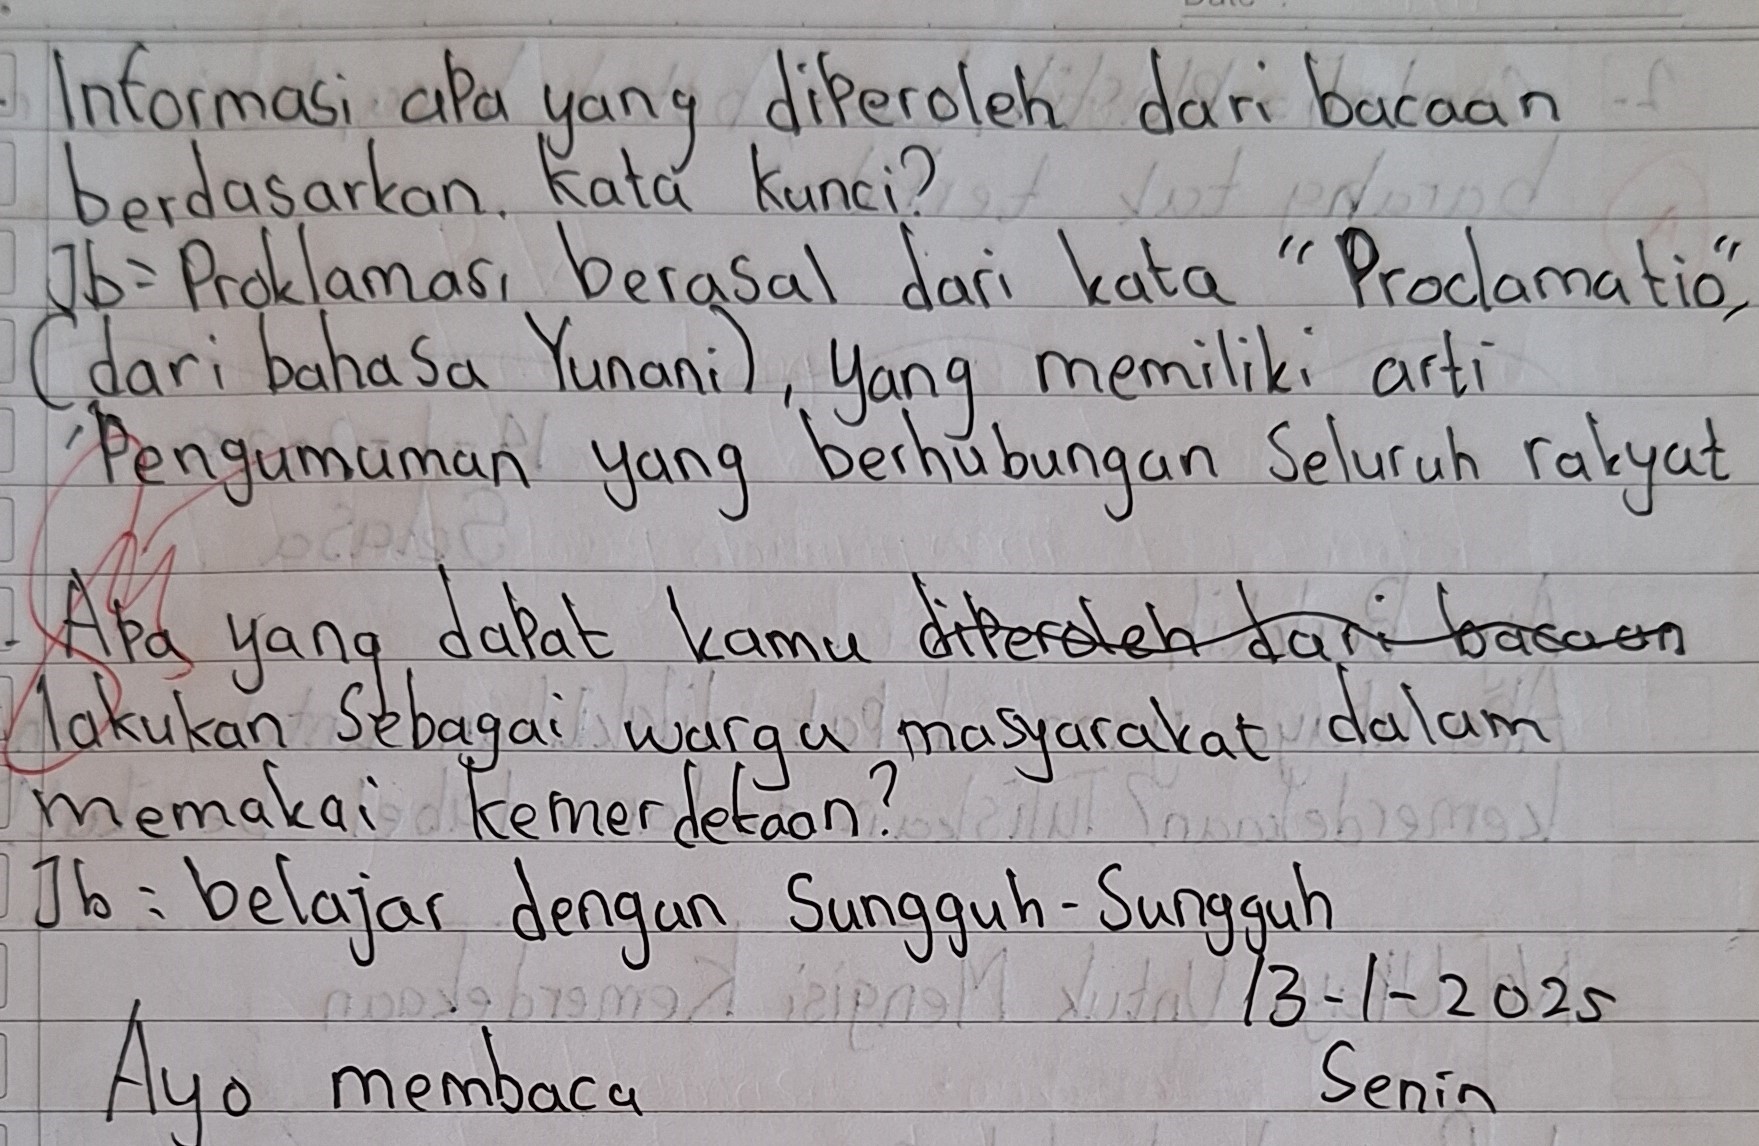 Informasi apa yang diperoleh dari bacaan
berdasarkan. kata kunci?
Jb= Proklamasi berasal dari kata "Proclamatio",
(dari bahasa Yunani), yang memiliki arti
'Pengumuman yang berhubungan Seluruh rakyat
Apa yang dapat kamu diperoleh dari bacaan
lakukan Sebagai warga masyarakat dalam
memakai kemerdekaan?
Jb: belajar dengan Sungguh-Sungguh
13-1-2025
Ayo membaca Senin